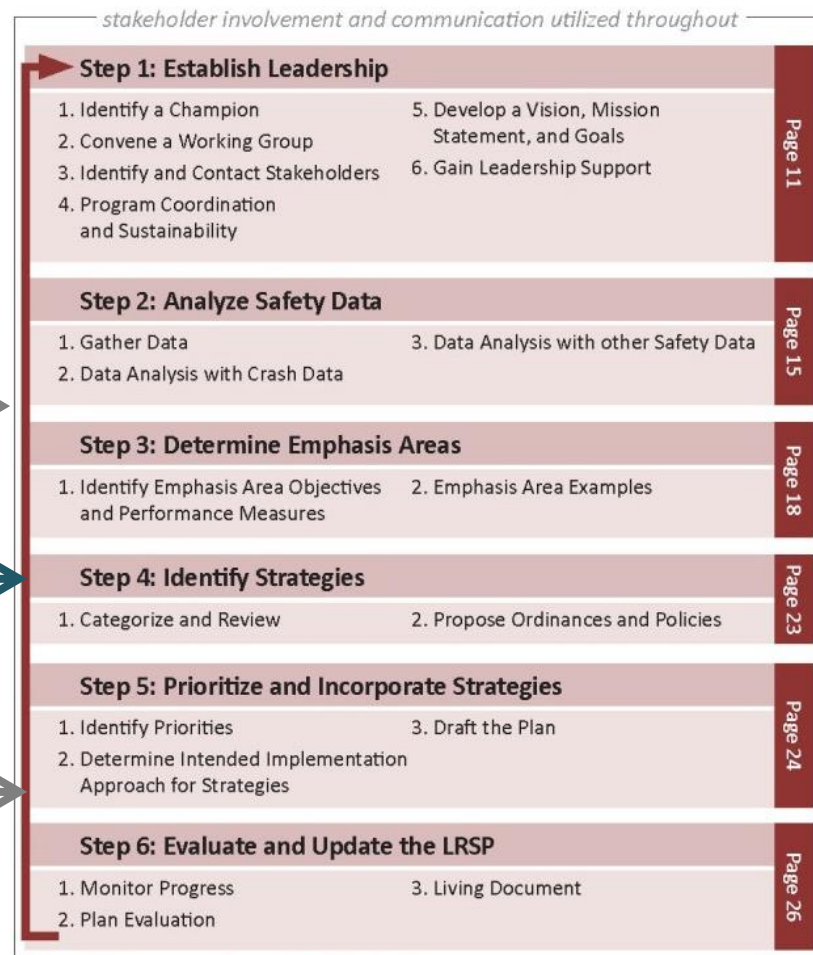 stakeholder involvement and communication utilized throughout
Step 1: Establish Leadership
1. Identify a Champion
2. Convene a Working Group
3. Identify and Contact Stakeholders
4. Program Coordination
and Sustainability
5. Develop a Vision, Mission
Statement, and Goals
6. Gain Leadership Support
Page 11
Step 2: Analyze Safety Data
1. Gather Data
2. Data Analysis with Crash Data
3. Data Analysis with other Safety Data
Page 15
Step 3: Determine Emphasis Areas
1. Identify Emphasis Area Objectives
and Performance Measures
2. Emphasis Area Examples
Page 18
Step 4: Identify Strategies
1. Categorize and Review
2. Propose Ordinances and Policies
Page 23
Step 5: Prioritize and Incorporate Strategies
1. Identify Priorities
2. Determine Intended Implementation
Approach for Strategies
3. Draft the Plan
Page 24
Step 6: Evaluate and Update the LRSP
1. Monitor Progress
2. Plan Evaluation
3. Living Document
Page 26